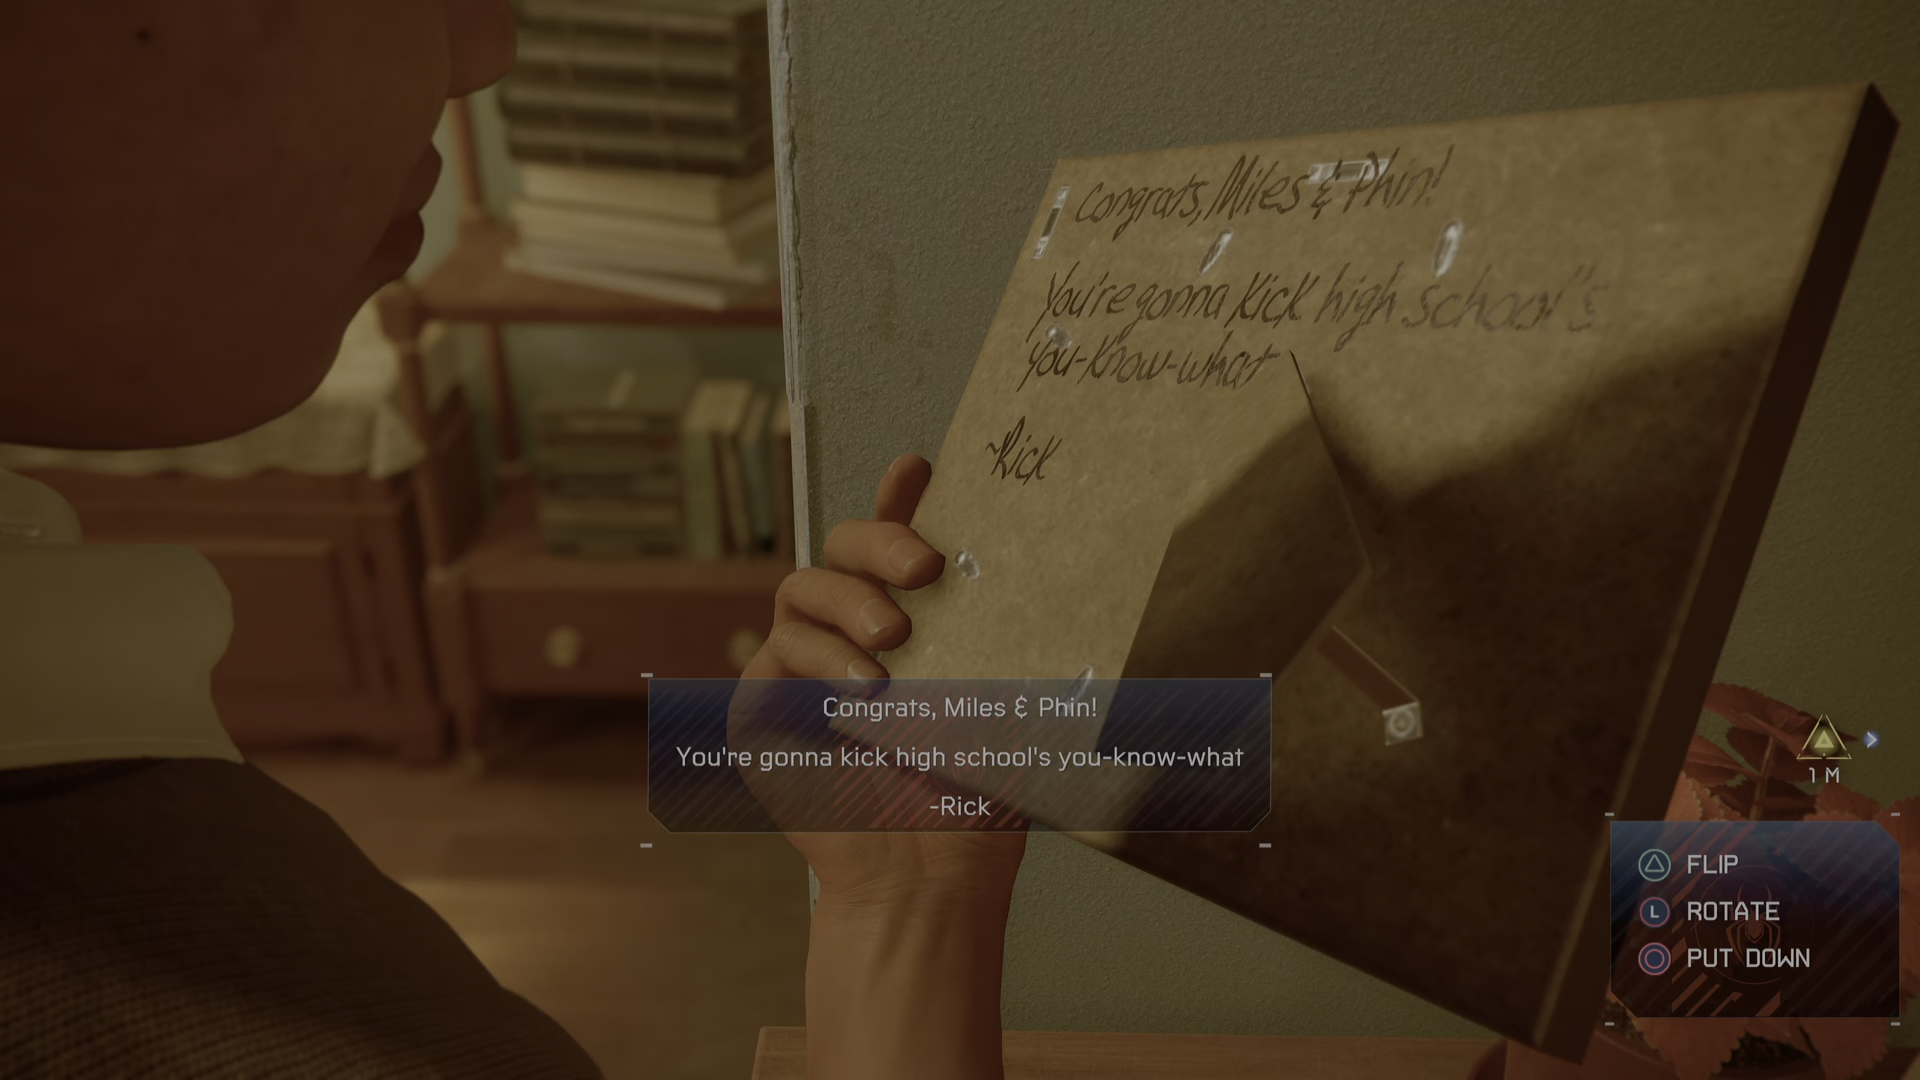 Congrats, Miles & Phin!
You're gonna kick high school's
you-know-what
~Rick
Congrats, Miles & Phin!
You're gonna kick high school's you-know-what
-Rick
1 M
FLIP
L ROTATE
PUT DOWN